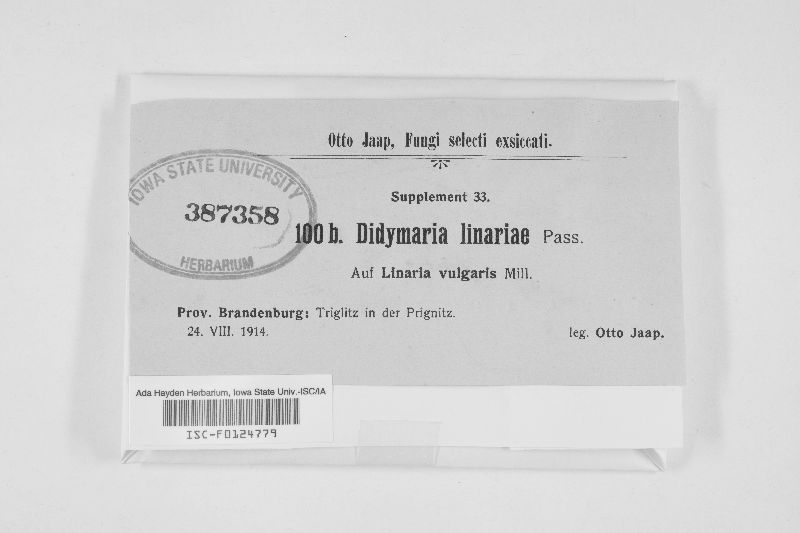 Otto Jaap, Fungi selecti exsiccati.
IOWA STATE UNIVERSITY
387358
HERBARIUM
Supplement 33.
100 b. Didymaria linariae Pass.
Auf Linaria vulgaris Mill.
Prov. Brandenburg: Triglitz in der Prignitz.
24. VIII. 1914.
leg. Otto Jaap.
Ada Hayden Herbarium, Iowa State Univ.-ISC/IA
ISC-F0124779